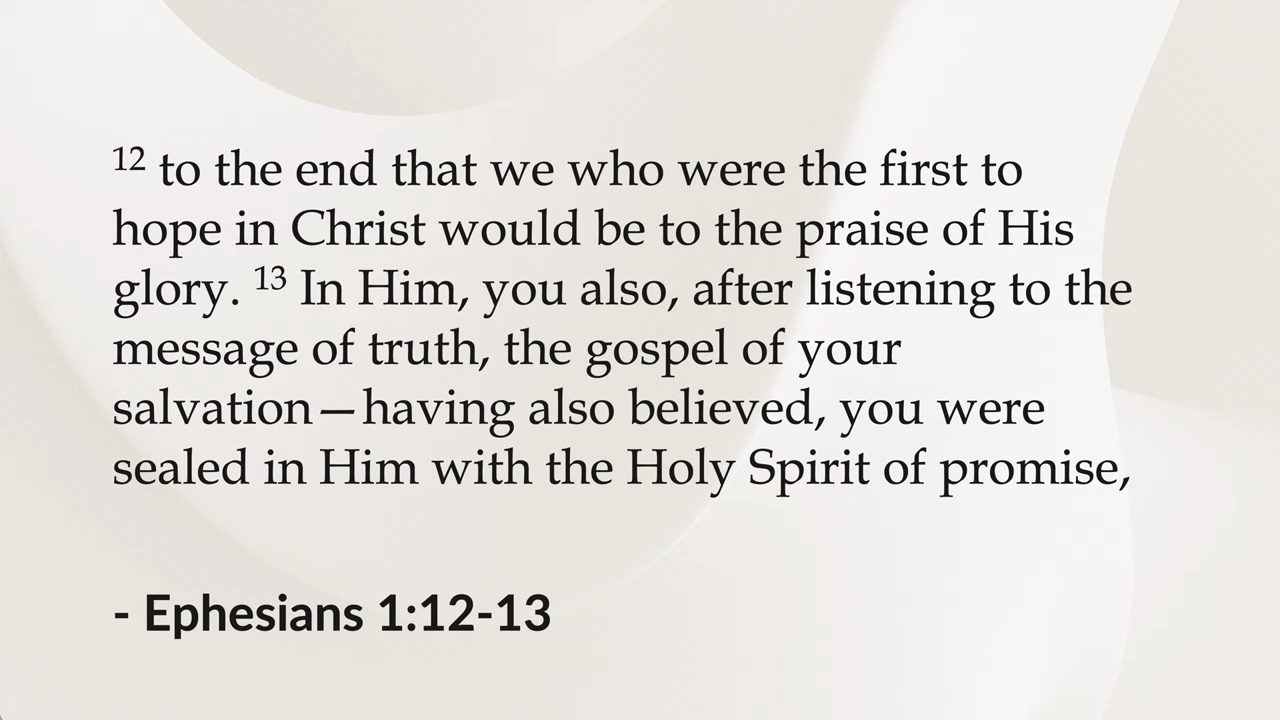 12 to the end that we who were the first to
hope in Christ would be to the praise of His
glory. 13 In Him, you also, after listening to the
message of truth, the gospel of your
salvation—having also believed, you were
sealed in Him with the Holy Spirit of promise,
- Ephesians 1:12-13